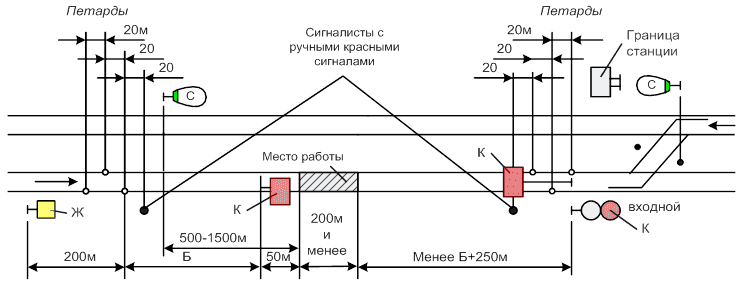 Петарды
Петарды
20м
20
20
Сигналисты с
ручными красными
сигналами
20м
20
20
Граница
станции
С
С
Место работы
К
Ж
К
входной
К
500-1500м
200м
и
менее
200м
Б
50м
Менее Б+250м